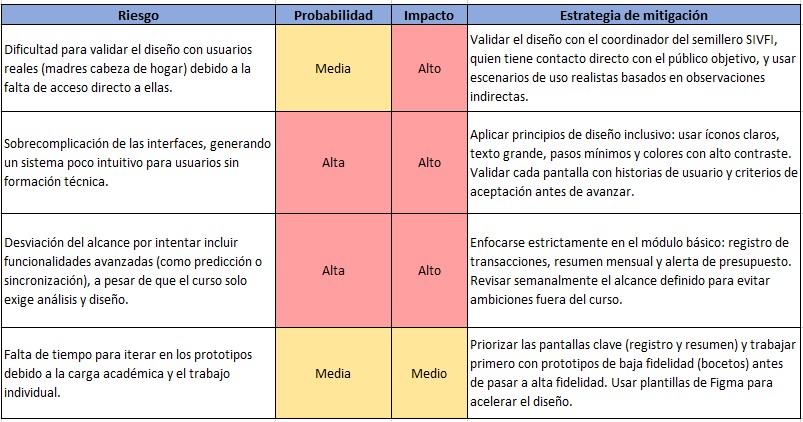 Riesgo Probabilidad Impacto Estrategia de mitigación
Dificultad para validar el diseño con usuarios
reales (madres cabeza de hogar) debido a la
falta de acceso directo a ellas.
Media
Alto
Validar el diseño con el coordinador del semillero SIVFI,
quien tiene contacto directo con el público objetivo, y usar
escenarios de uso realistas basados en observaciones
indirectas.
Sobrecomplicación de las interfaces, generando
un sistema poco intuitivo para usuarios sin
formación técnica.
Alta
Alto
Aplicar principios de diseño inclusivo: usar íconos claros,
texto grande, pasos mínimos y colores con alto contraste.
Validar cada pantalla con historias de usuario y criterios de
aceptación antes de avanzar.
Desviación del alcance por intentar incluir
funcionalidades avanzadas (como predicción o
sincronización), a pesar de que el curso solo
exige análisis y diseño.
Alta
Alto
Enfocarse estrictamente en el módulo básico: registro de
transacciones, resumen mensual y alerta de presupuesto.
Revisar semanalmente el alcance definido para evitar
ambiciones fuera del curso.
Falta de tiempo para iterar en los prototipos
debido a la carga académica y el trabajo
individual.
Media
Medio
Priorizar las pantallas clave (registro y resumen) y trabajar
primero con prototipos de baja fidelidad (bocetos) antes
de pasar a alta fidelidad. Usar plantillas de Figma para
acelerar el diseño.